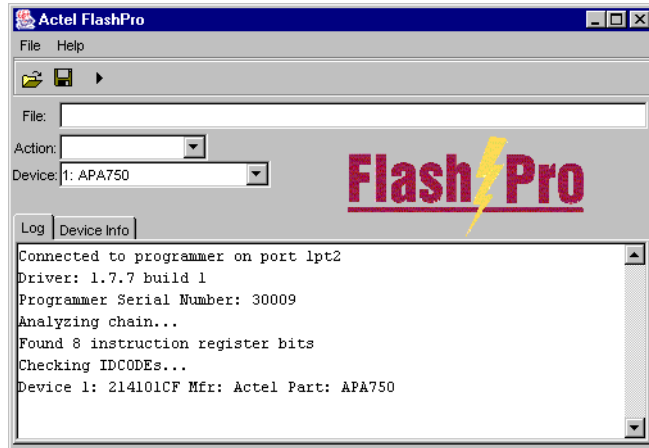 Actel FlashPro
File Help
File:
Action:
Device: 1: APA750
Flash Pro
Log Device Info
Connected to programmer on port lpt2
Driver: 1.7.7 build 1
Programmer Serial Number: 30009
Analyzing chain...
Found 8 instruction register bits
Checking IDCODEs...
Device 1: 214101CF Mfr: Actel Part: APA750